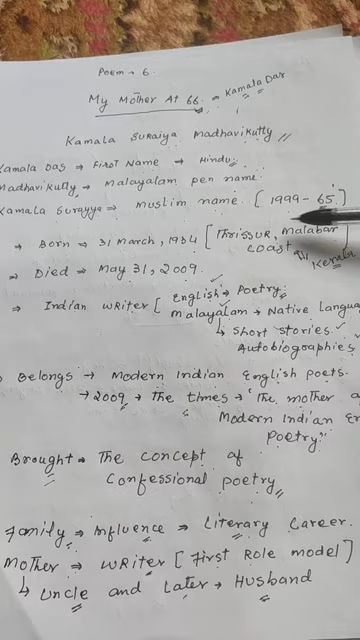 Poem → 6
My Mother At 66 → Kamala Das
Kamala Suraiya Madhavikutty
Kamala Das → First Name → Hindu
Madhavikutty → Malayalam pen name
Kamala Surayya → Muslim name [1999 - 65]
→ Born → 31 March, 1934 [Thrissur, Malabar
coast
in Kerala
→ Died → May 31, 2009.
→ Indian Writer [English → Poetry
Malayalam → Native Langua
↳ Short stories
Autobiographies
Belongs → Modern Indian English poets.
→ 2009 → The times → 'The mother o
Modern Indian En
Poetry"
Brought → The concept of
Confessional poetry
Family → Influence → Literary Career.
Mother → Writer [First Role model]
↳ Uncle and Later → Husband